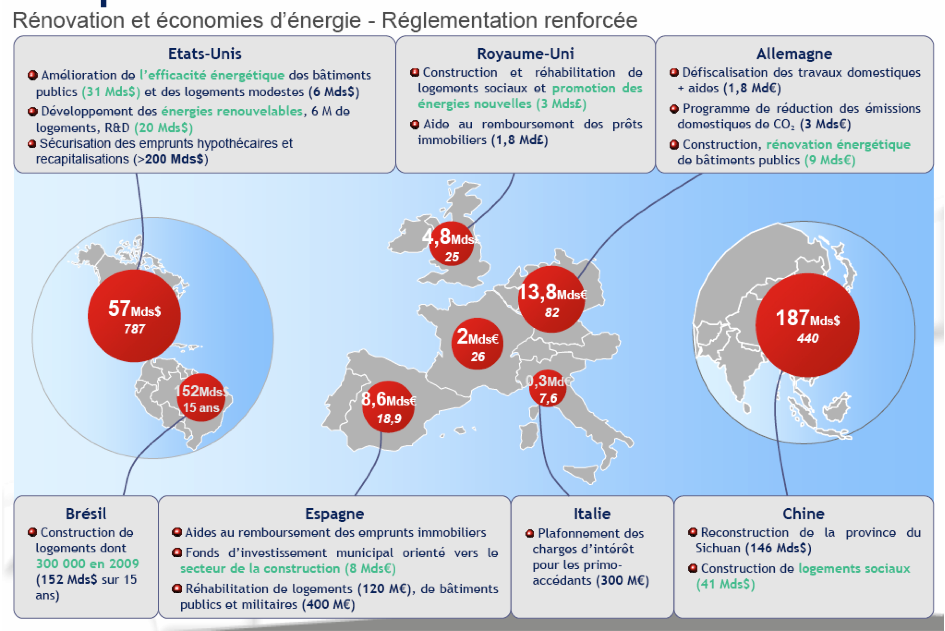 Rénovation et économies d'énergie - Réglementation renforcée
Etats-Unis
Amélioration de l'efficacité énergétique des bâtiments
publics (31 Mds$) et des logements modestes (6 Mds$)
Développement des énergies renouvelables, 6 M de
logements, R&D (20 Mds$)
Sécurisation des emprunts hypothécaires et
recapitalisations (>200 Mds$)
Royaume-Uni
Construction et réhabilitation de
logements sociaux et promotion des
énergies nouvelles (3 Mds£)
Aide au remboursement des prêts
immobiliers (1,8 Md£)
Allemagne
Défiscalisation des travaux domestiques
+ aides (1,8 Md€)
Programme de réduction des émissions
domestiques de CO₂ (3 Mds€)
Construction, rénovation énergétique
de bâtiments publics (9 Mds€)
57Mds$
787
152Mds$
15 ans
4,8Mds£
25
13,8Mds€
82
2Mds€
26
0,3Md€
7,6
8,6Mds€
18,9
187Mds$
440
Brésil
Construction de
logements dont
300 000 en 2009
(152 Mds$ sur 15
ans)
Espagne
Aides au remboursement des emprunts immobiliers
Fonds d'investissement municipal orienté vers le
secteur de la construction (8 Mds€)
Réhabilitation de logements (120 M€), de bâtiments
publics et militaires (400 M€)
Italie
Plafonnement des
charges d'intérêt
pour les primo-
accédants (300 M€)
Chine
Reconstruction de la province du
Sichuan (146 Mds$)
Construction de logements sociaux
(41 Mds$)